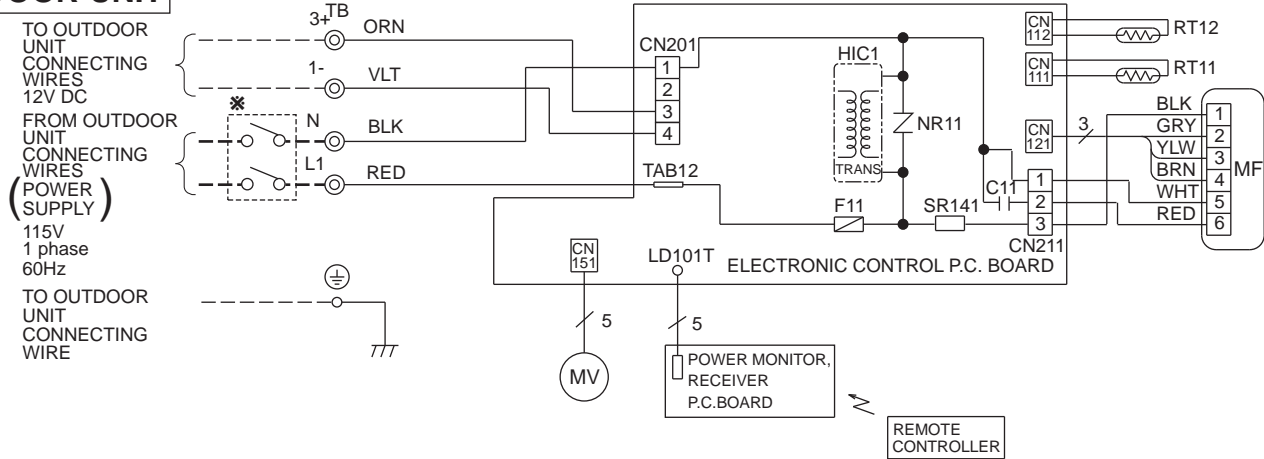 UNIT
TO OUTDOOR
UNIT
CONNECTING
WIRES
12V DC
FROM OUTDOOR
UNIT
CONNECTING
WIRES
(POWER
SUPPLY)
115V
1 phase
60Hz
TO OUTDOOR
UNIT
CONNECTING
WIRE
TB
3+
ORN
1-
VLT
※
N
BLK
L1
RED
CN201
1
2
3
4
TAB12
HIC1
TRANS
NR11
F11
SR141
C11
1
2
3
CN211
ELECTRONIC CONTROL P.C. BOARD
CN
112
RT12
CN
111
RT11
CN
121
3
BLK
GRY
YLW
BRN
WHT
RED
1
2
3
4
5
6
MF
CN
151
5
MV
LD101T
5
POWER MONITOR,
RECEIVER
P.C.BOARD
REMOTE
CONTROLLER